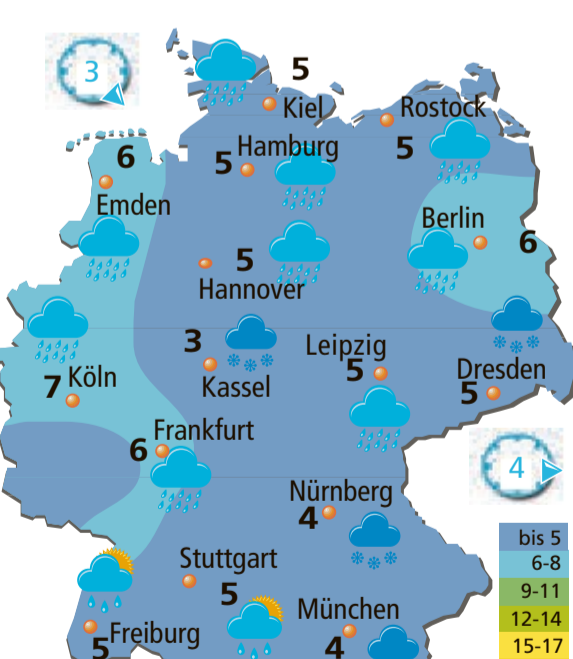 3
5
Kiel
Rostock
5
Hamburg
5
6
Emden
Berlin
6
5
Hannover
3
Kassel
Leipzig
5
Dresden
5
7 Köln
Frankfurt
6
4
Nürnberg
4
bis 5
6-8
9-11
12-14
15-17
Stuttgart
5
München
4
Freiburg
5